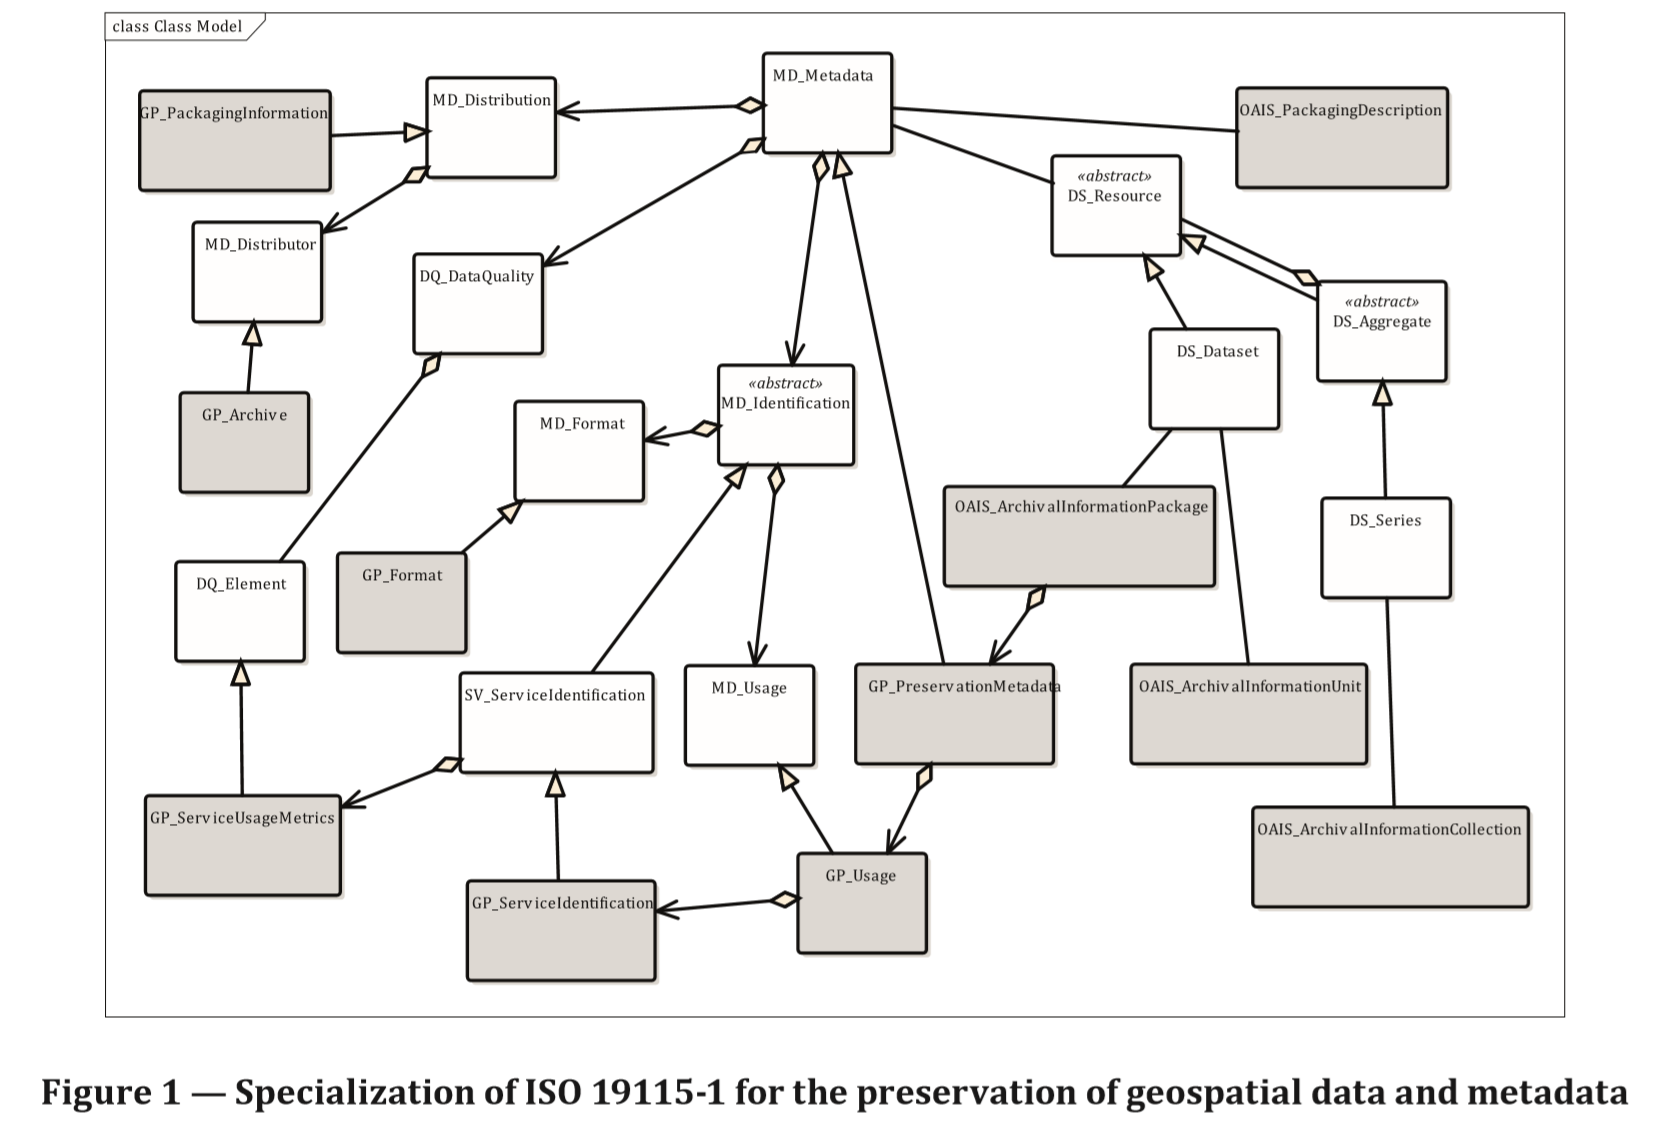 class Class Model
MD_Metadata
MD_Distribution
GP_PackagingInformation
OAIS_PackagingDescription
«abstract»
DS_Resource
MD_Distributor
DQ_DataQuality
«abstract»
DS_Aggregate
DS_Dataset
«abstract»
MD_Identification
GP_Archive
MD_Format
OAIS_ArchivalInformationPackage
DS_Series
GP_Format
DQ_Element
SV_ServiceIdentification
MD_Usage
GP_PreservationMetadata
OAIS_ArchivalInformationUnit
GP_ServiceUsageMetrics
OAIS_ArchivalInformationCollection
GP_Usage
GP_ServiceIdentification
Figure 1 — Specialization of ISO 19115-1 for the preservation of geospatial data and metadata